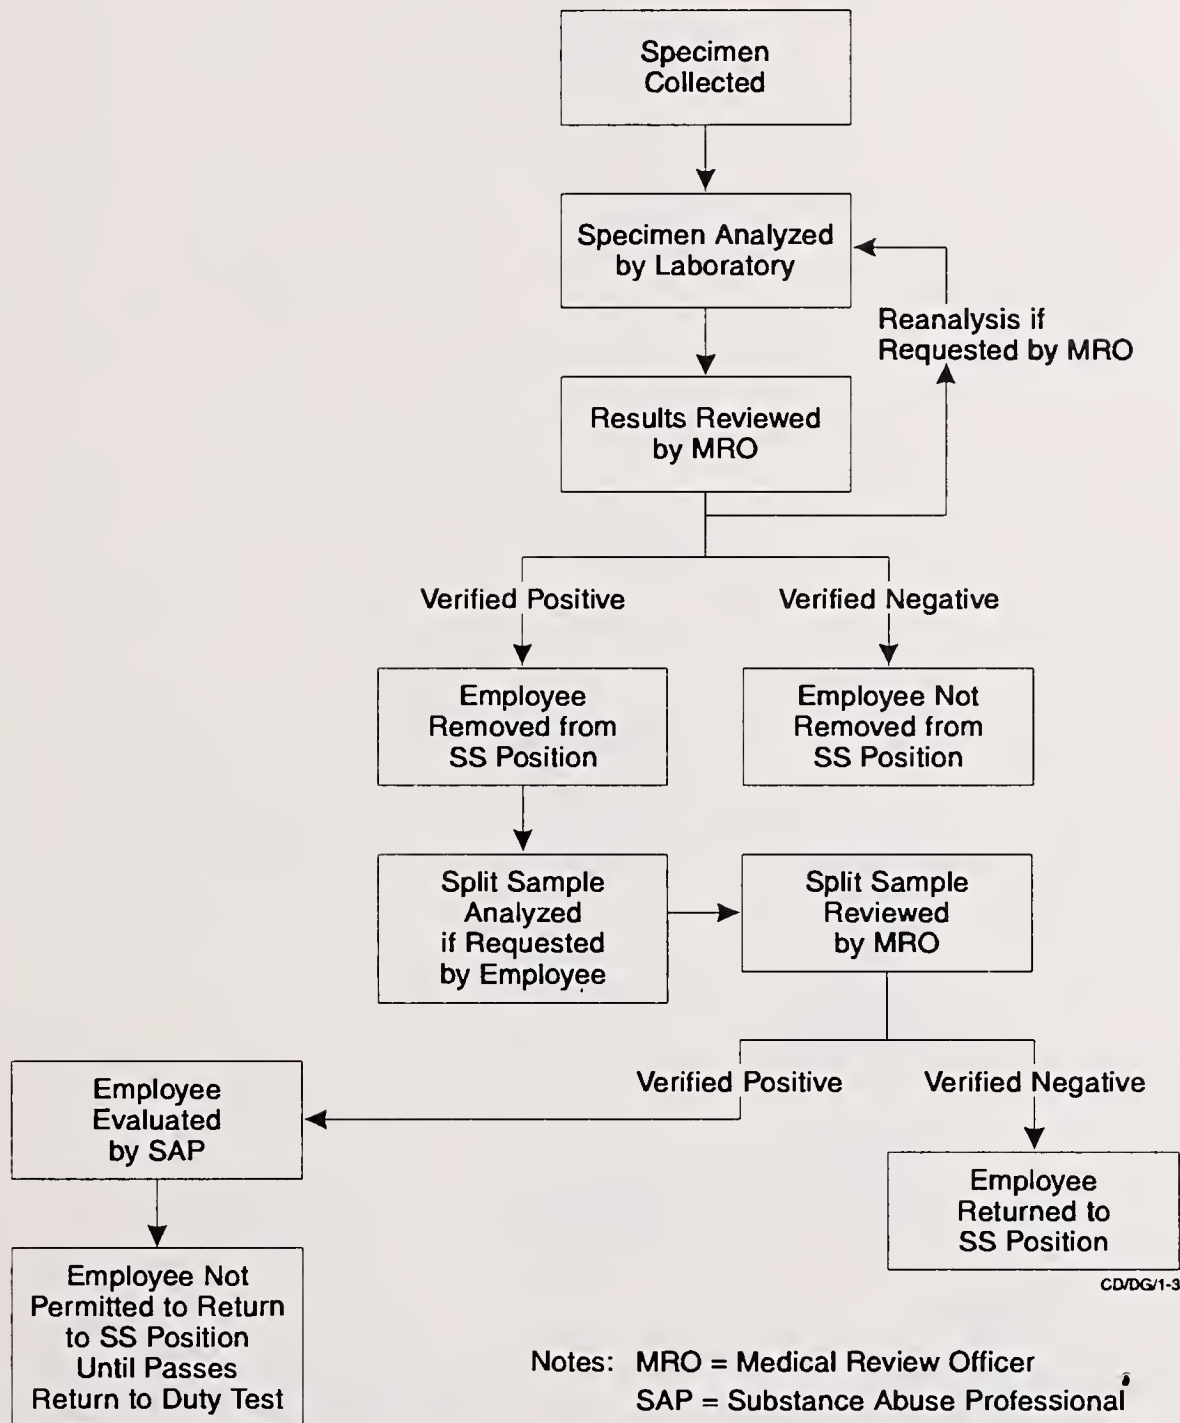 Specimen
Collected
Specimen Analyzed
by Laboratory
Reanalysis if
Requested by MRO
Results Reviewed
by MRO
Verified Positive
Verified Negative
Employee
Removed from
SS Position
Employee Not
Removed from
SS Position
Split Sample
Analyzed
if Requested
by Employee
Split Sample
Reviewed
by MRO
Verified Positive
Verified Negative
Employee
Evaluated
by SAP
Employee
Returned to
SS Position
CD/DG/1-3
Employee Not
Permitted to Return
to SS Position
Until Passes
Return to Duty Test
Notes: MRO = Medical Review Officer
SAP = Substance Abuse Professional